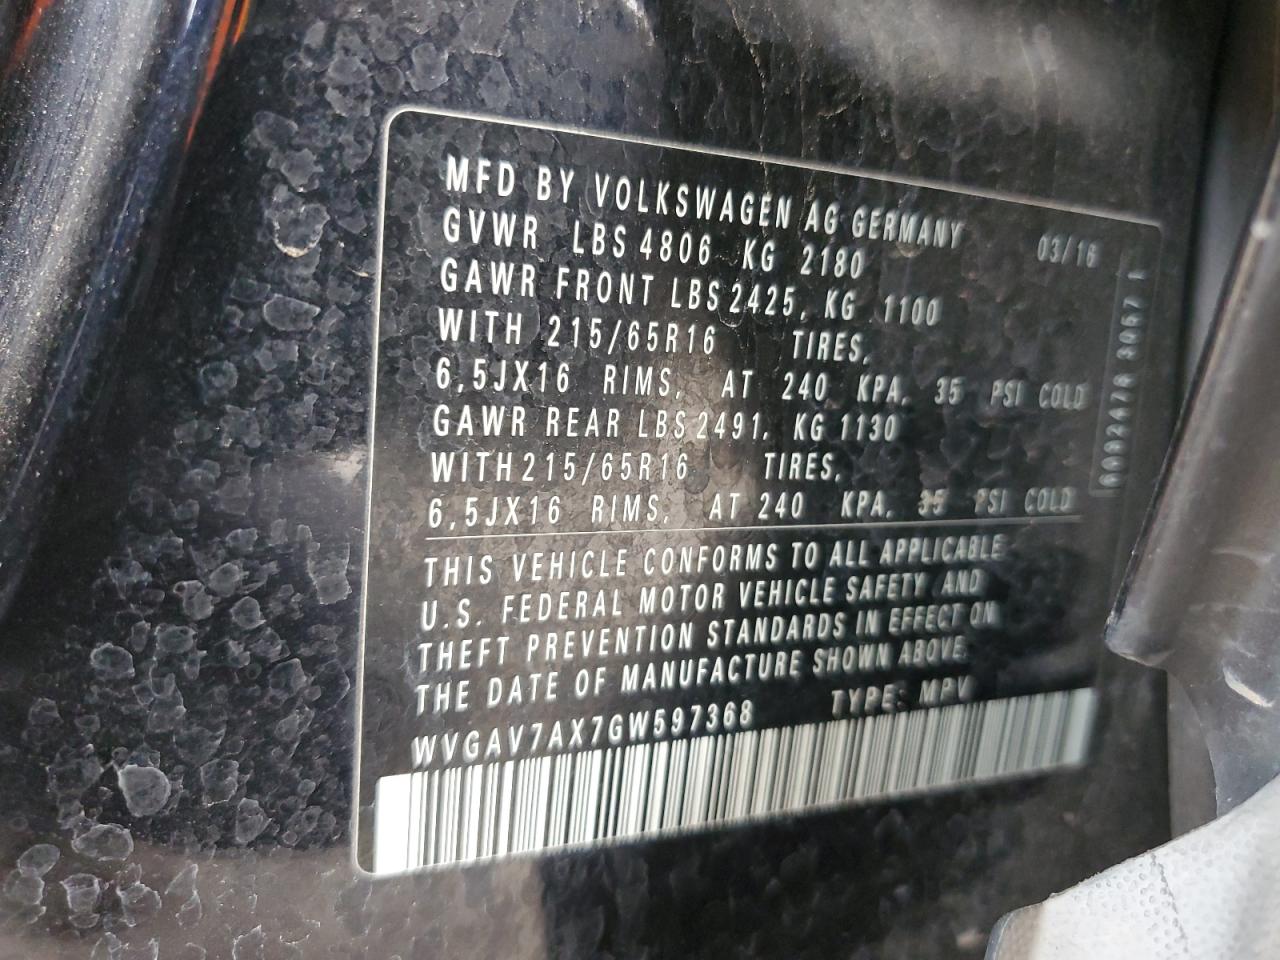 MFD BY VOLKSWAGEN AG GERMANY 03/16
GVWR LBS 4806 KG 2180
GAWR FRONT LBS 2425, KG 1100
WITH 215/65R16 TIRES,
6,5JX16 RIMS, AT 240 KPA, 35 PSI COLD
GAWR REAR LBS 2491, KG 1130
WITH 215/65R16 TIRES,
6,5JX16 RIMS, AT 240 KPA, 35 PSI COLD
THIS VEHICLE CONFORMS TO ALL APPLICABLE
U.S. FEDERAL MOTOR VEHICLE SAFETY AND
THEFT PREVENTION STANDARDS IN EFFECT ON
THE DATE OF MANUFACTURE SHOWN ABOVE.
WVGAV7AX7GW597368 TYPE: MPV